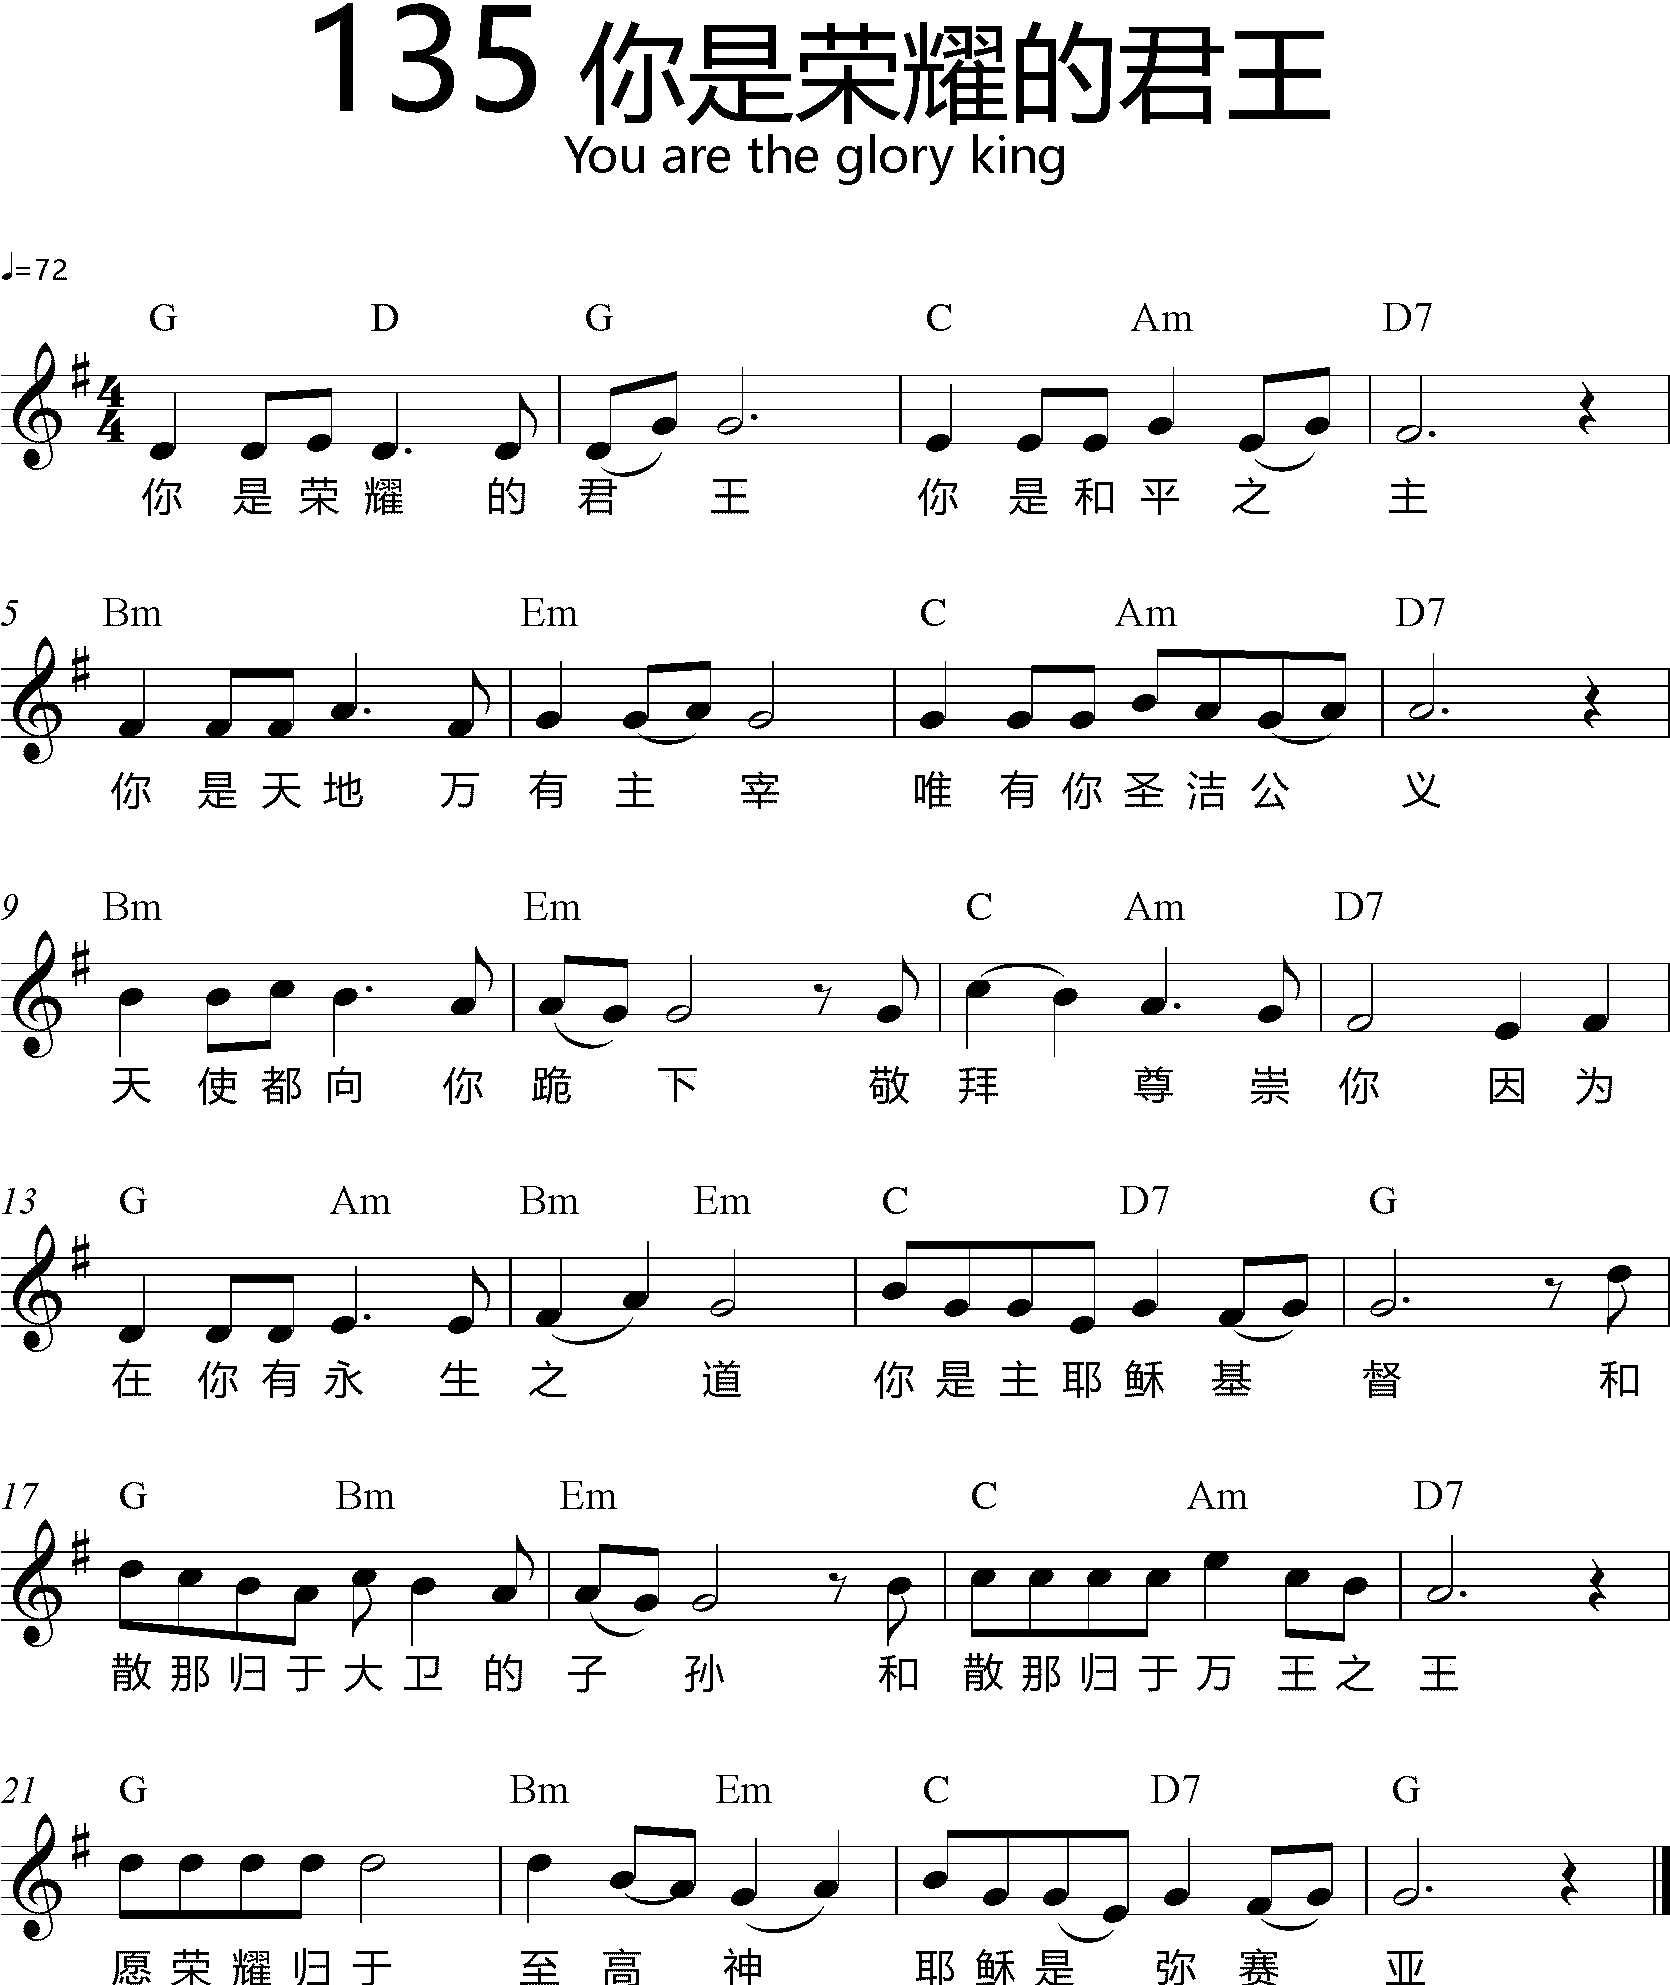 135 你是荣耀的君王
You are the glory king
♩=72
G D G C Am D7
4
4
你 是 荣 耀 的 君 王 你 是 和 平 之 主
5 Bm Em C Am D7
你 是 天 地 万 有 主 宰 唯 有 你 圣 洁 公 义
9 Bm Em C Am D7
天 使 都 向 你 跪 下 敬 拜 尊 崇 你 因 为
13 G Am Bm Em C D7 G
在 你 有 永 生 之 道 你 是 主 耶 稣 基 督 和
17 G Bm Em C Am D7
散 那 归 于 大 卫 的 子 孙 和 散 那 归 于 万 王 之 王
21 G Bm Em C D7 G
愿 荣 耀 归 于 至 高 神 耶 稣 是 弥 赛 亚